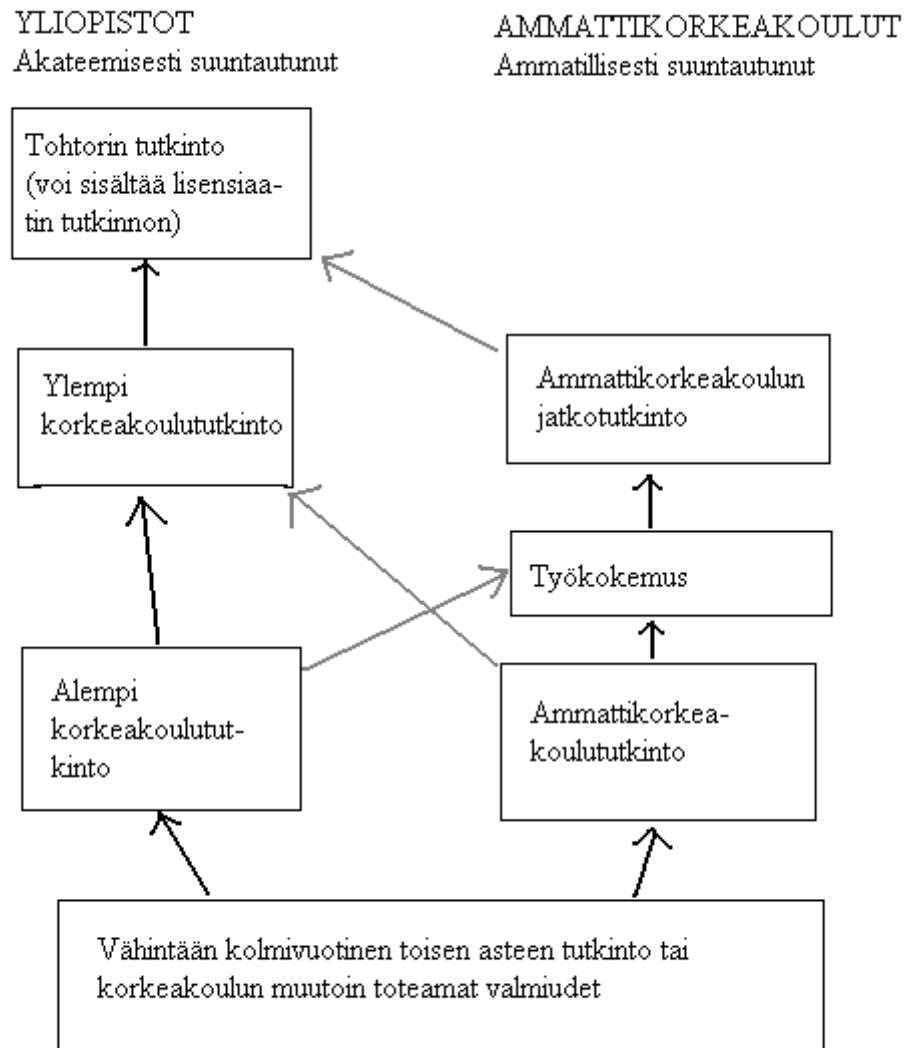 YLIOPISTOT
Akateemisesti suuntautunut
AMMATTIKORKEAKOULUT
Ammatillisesti suuntautunut
Tohtorin tutkinto
(voi sisältää lisensiaa-
tin tutkinnon)
Ylempi
korkeakoulututkinto
Ammattikorkeakoulun
jatkotutkinto
Työkokemus
Alempi
korkeakoulutut-
kinto
Ammattikorkea-
koulututkinto
Vähintään kolmivuotinen toisen asteen tutkinto tai
korkeakoulun muutoin toteamat valmiudet